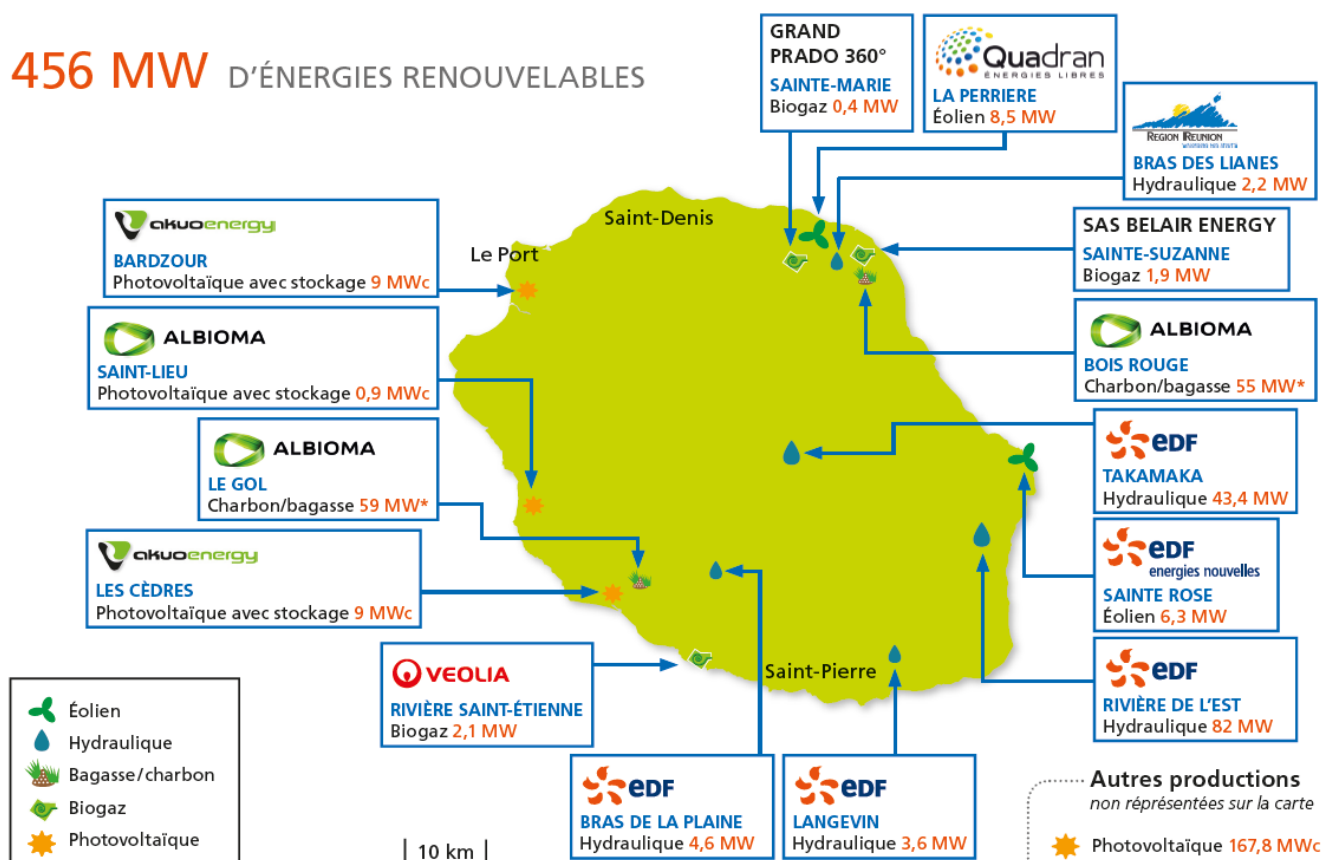 456 MW D'ÉNERGIES RENOUVELABLES
GRAND
PRADO 360°
SAINTE-MARIE
Biogaz 0,4 MW
Quadran
ÉNERGIES LIBRES
LA PERRIERE
Éolien 8,5 MW
REGION REUNION
BRAS DES LIANES
Hydraulique 2,2 MW
SAS BELAIR ENERGY
SAINTE-SUZANNE
Biogaz 1,9 MW
ALBIOMA
BOIS ROUGE
Charbon/bagasse 55 MW*
eDF
TAKAMAKA
Hydraulique 43,4 MW
eDF
energies nouvelles
SAINTE ROSE
Éolien 6,3 MW
eDF
RIVIÈRE DE L'EST
Hydraulique 82 MW
akuoenergy
BARDZOUR
Photovoltaïque avec stockage 9 MWc
ALBIOMA
SAINT-LIEU
Photovoltaïque avec stockage 0,9 MWc
ALBIOMA
LE GOL
Charbon/bagasse 59 MW*
akuoenergy
LES CÈDRES
Photovoltaïque avec stockage 9 MWc
VEOLIA
RIVIÈRE SAINT-ÉTIENNE
Biogaz 2,1 MW
eDF
BRAS DE LA PLAINE
Hydraulique 4,6 MW
eDF
LANGEVIN
Hydraulique 3,6 MW
Saint-Denis
Le Port
Saint-Pierre
Éolien
Hydraulique
Bagasse/charbon
Biogaz
Photovoltaïque
10 km
Autres productions
non réprésentées sur la carte
Photovoltaïque 167,8 MWc